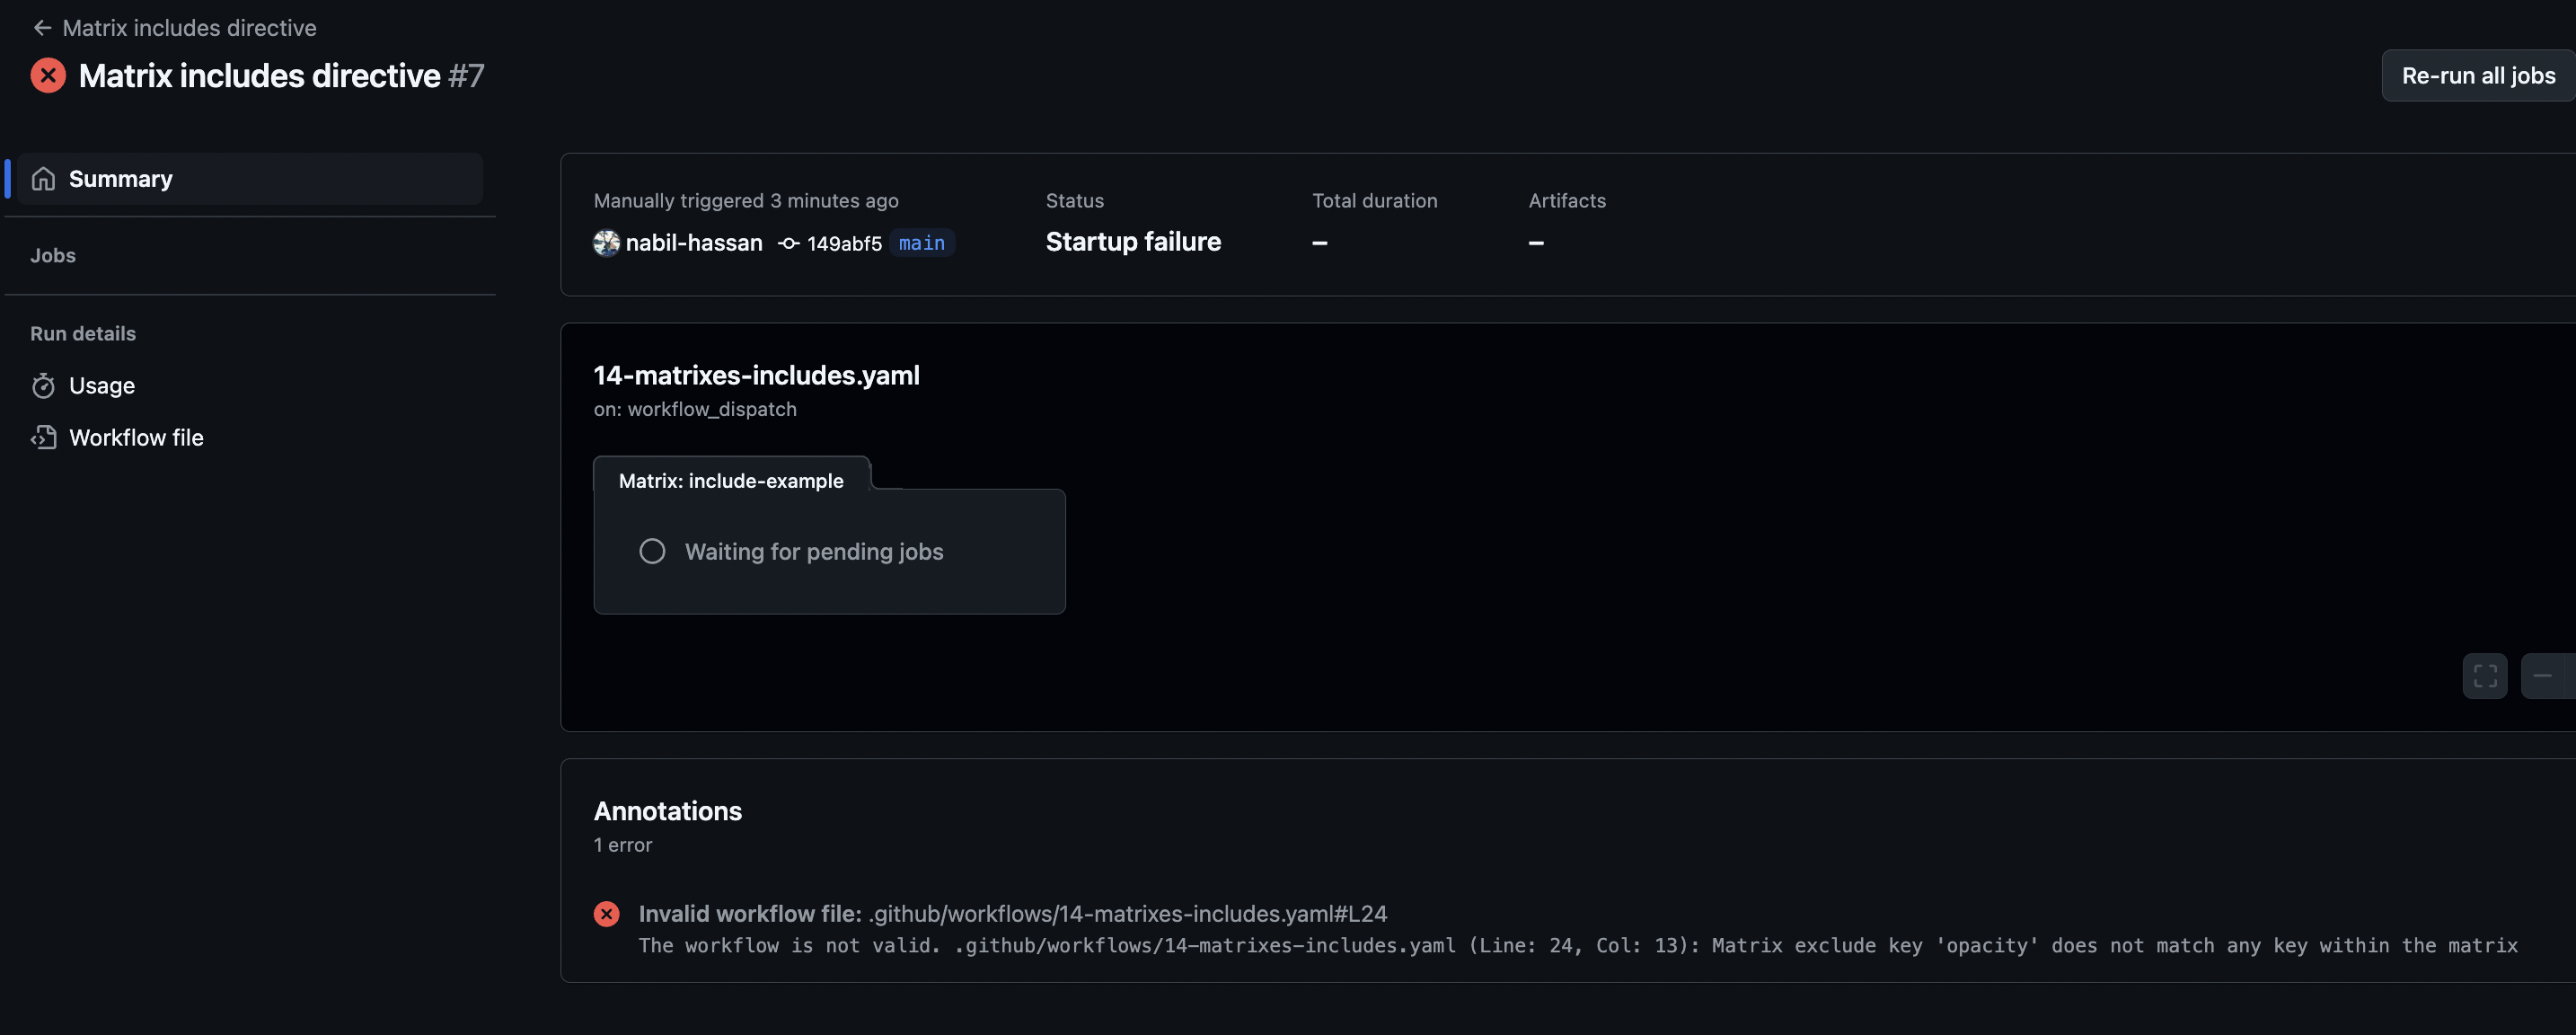 Matrix includes directive
Matrix includes directive #7
Re-run all jobs
Summary
Jobs
Run details
Usage
Workflow file
Manually triggered 3 minutes ago
nabil-hassan 149abf5 main
Status
Startup failure
Total duration
–
Artifacts
–
14-matrixes-includes.yaml
on: workflow_dispatch
Matrix: include-example
Waiting for pending jobs
Annotations
1 error
Invalid workflow file: .github/workflows/14-matrixes-includes.yaml#L24
The workflow is not valid. .github/workflows/14-matrixes-includes.yaml (Line: 24, Col: 13): Matrix exclude key 'opacity' does not match any key within the matrix